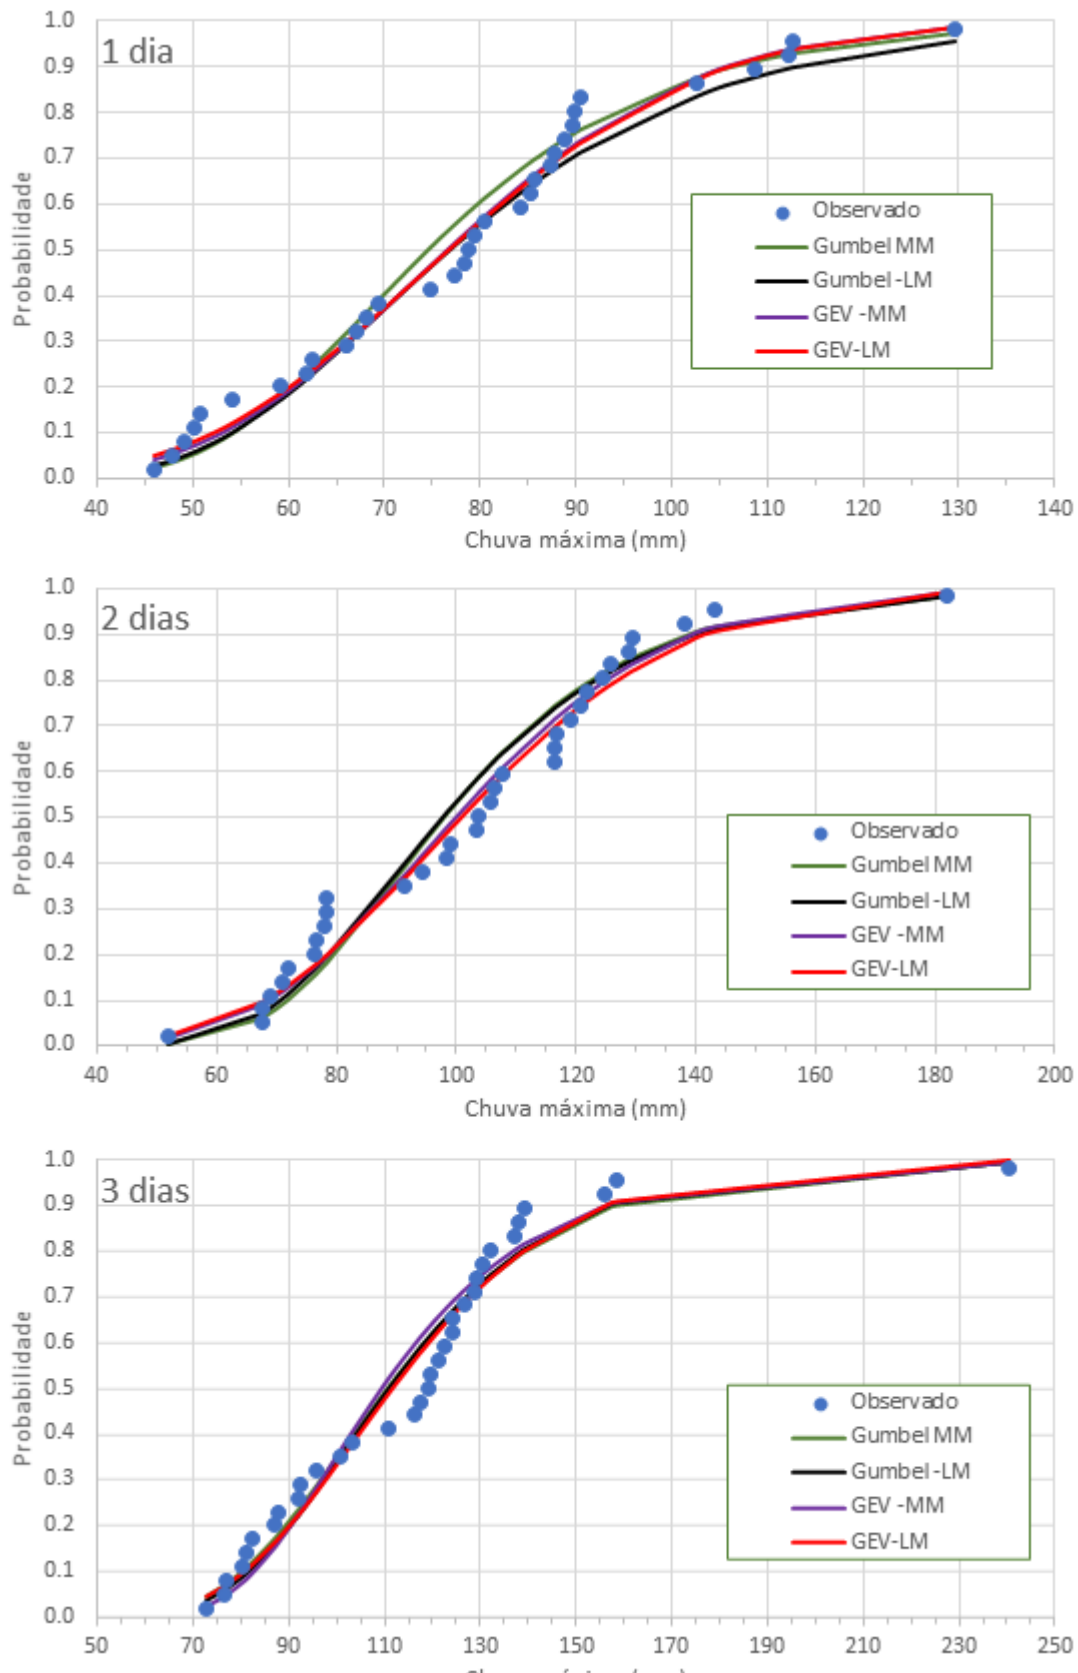 1 dia
1.0
0.9
0.8
0.7
0.6
0.5
0.4
0.3
0.2
0.1
0.0
Probabilidade
Observado
Gumbel MM
Gumbel -LM
GEV -MM
GEV-LM
40 50 60 70 80 90 100 110 120 130 140
Chuva máxima (mm)
2 dias
1.0
0.9
0.8
0.7
0.6
0.5
0.4
0.3
0.2
0.1
0.0
Probabilidade
Observado
Gumbel MM
Gumbel -LM
GEV -MM
GEV-LM
40 60 80 100 120 140 160 180 200
Chuva máxima (mm)
3 dias
1.0
0.9
0.8
0.7
0.6
0.5
0.4
0.3
0.2
0.1
0.0
Probabilidade
Observado
Gumbel MM
Gumbel -LM
GEV -MM
GEV-LM
50 70 90 110 130 150 170 190 210 230 250